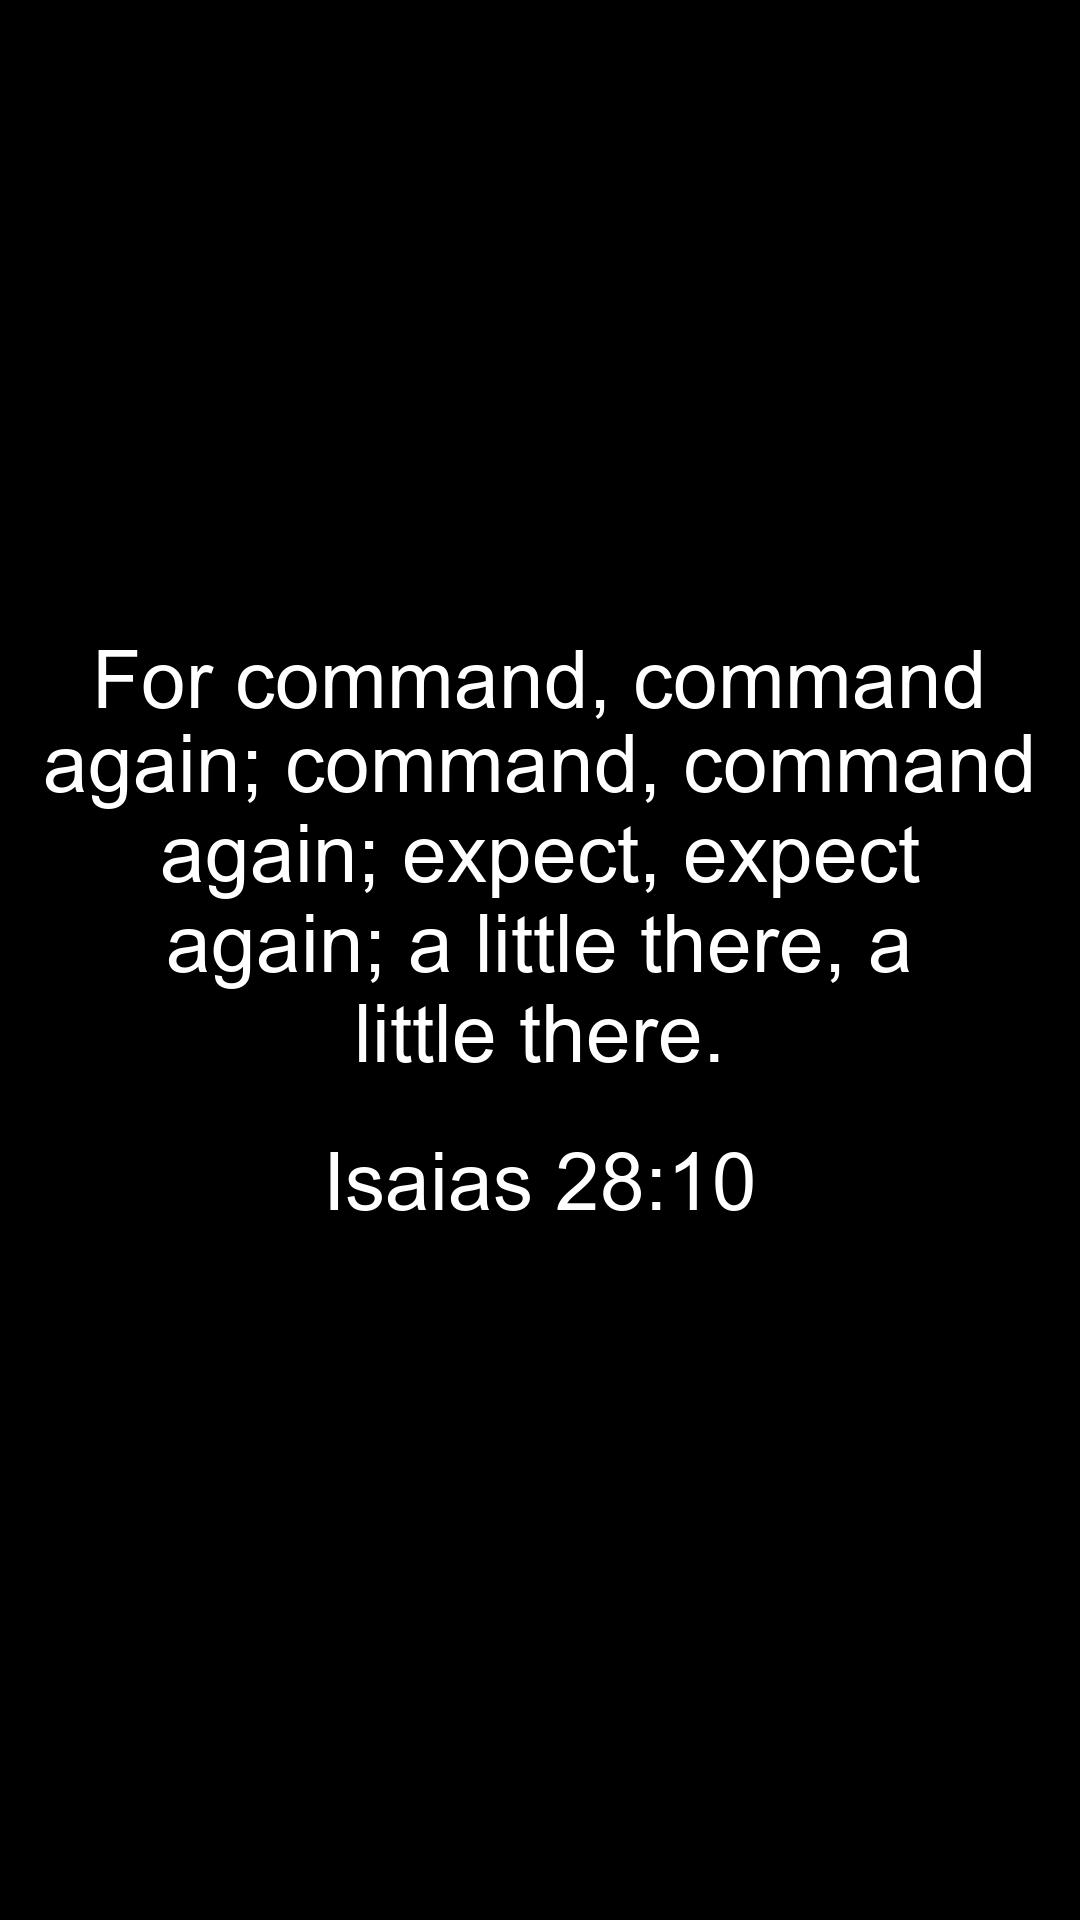 For command, command
again; command, command
again; expect, expect
again; a little there, a
little there.
Isaias 28:10